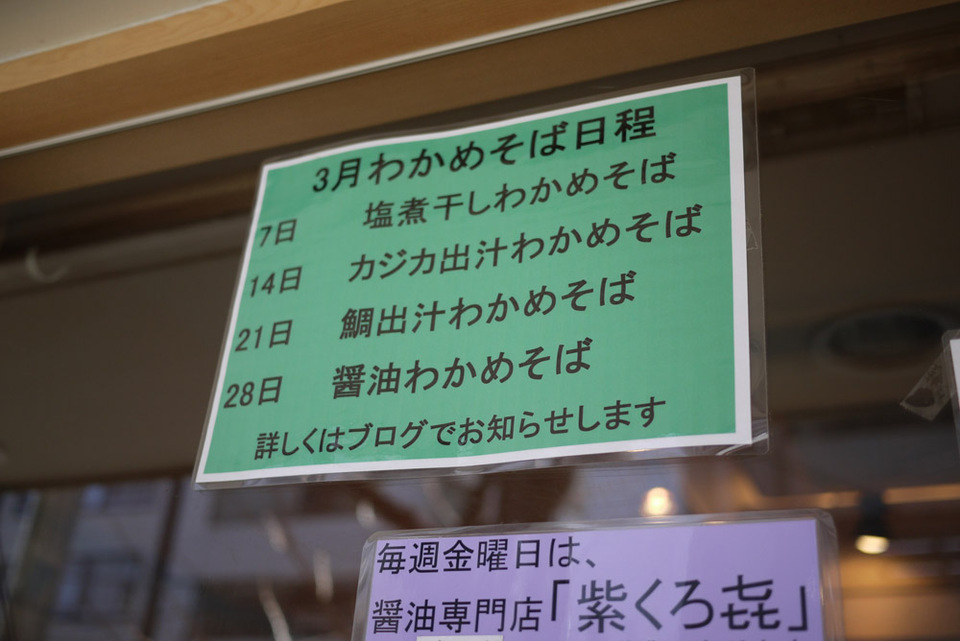 3月わかめそば日程
7日 塩煮干しわかめそば
14日 カジカ出汁わかめそば
21日 鯛出汁わかめそば
28日 醤油わかめそば
詳しくはブログでお知らせします
毎週金曜日は、
醤油専門店「紫くろ㐂」